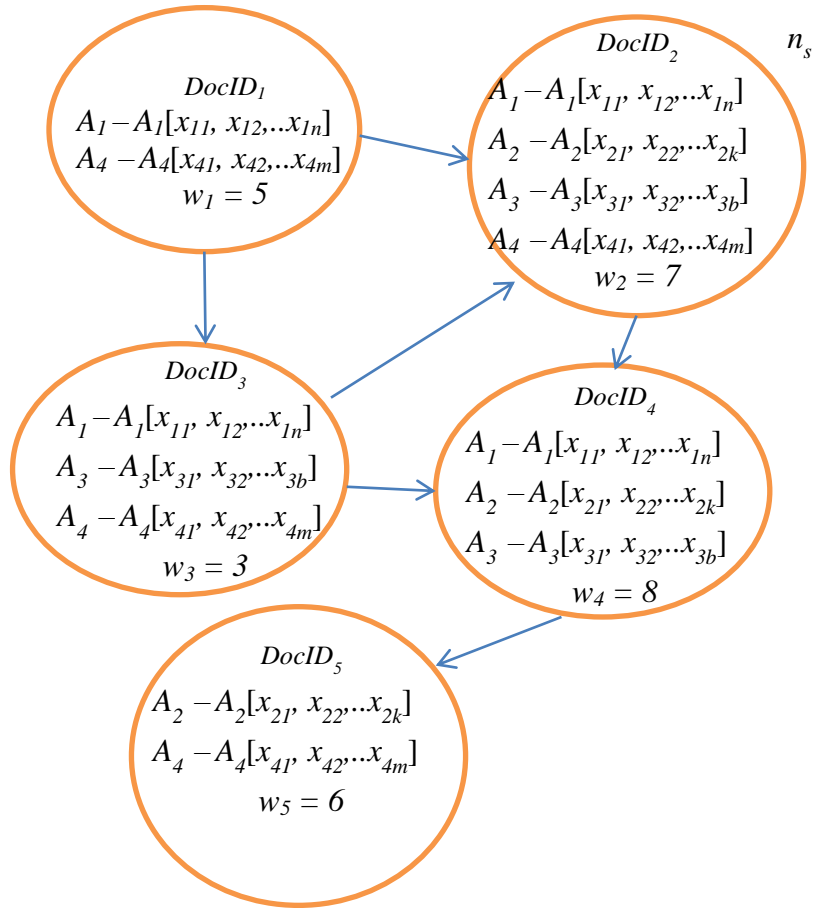 DocID₁
A₁ – A₁[x₁₁, x₁₂,..x₁ₙ]
A₄ – A₄[x₄₁, x₄₂,..x₄ₘ]
w₁ = 5
DocID₂
A₁ – A₁[x₁₁, x₁₂,..x₁ₙ]
A₂ – A₂[x₂₁, x₂₂,..x₂ₖ]
A₃ – A₃[x₃₁, x₃₂,..x₃b]
A₄ – A₄[x₄₁, x₄₂,..x₄ₘ]
w₂ = 7
nₛ
DocID₃
A₁ – A₁[x₁₁, x₁₂,..x₁ₙ]
A₃ – A₃[x₃₁, x₃₂,..x₃b]
A₄ – A₄[x₄₁, x₄₂,..x₄ₘ]
w₃ = 3
DocID₄
A₁ – A₁[x₁₁, x₁₂,..x₁ₙ]
A₂ – A₂[x₂₁, x₂₂,..x₂ₖ]
A₃ – A₃[x₃₁, x₃₂,..x₃b]
w₄ = 8
DocID₅
A₂ – A₂[x₂₁, x₂₂,..x₂ₖ]
A₄ – A₄[x₄₁, x₄₂,..x₄ₘ]
w₅ = 6